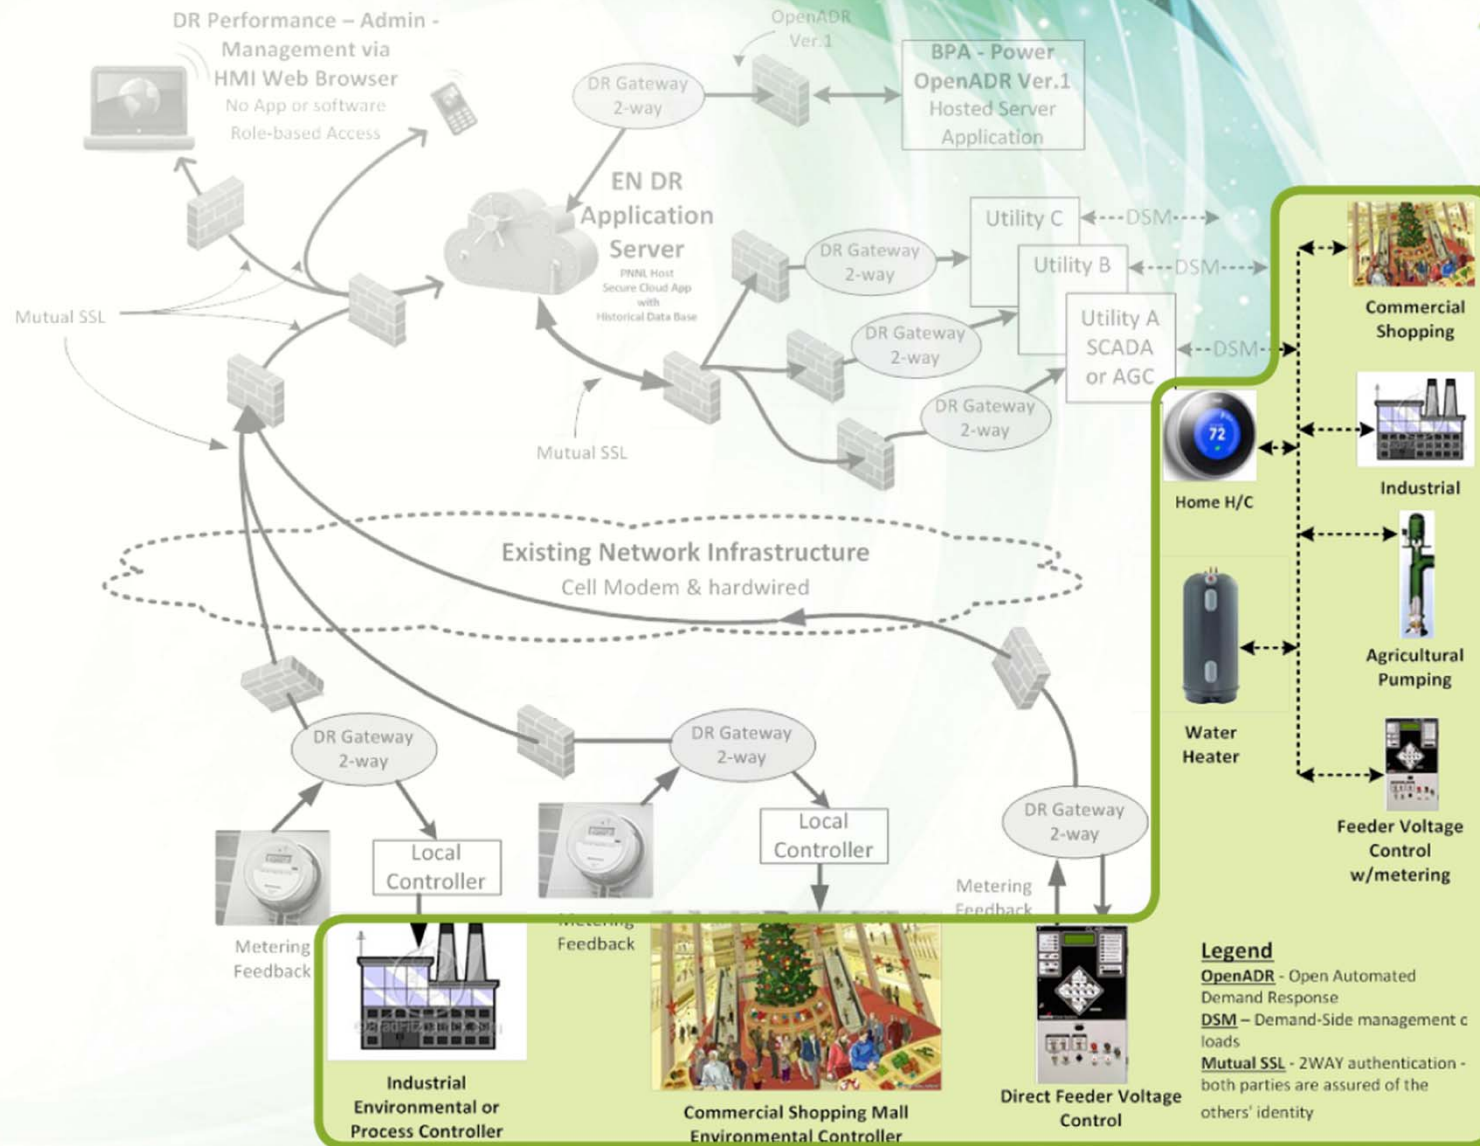 DR Performance – Admin -
Management via
HMI Web Browser
No App or software
Role-based Access
OpenADR
Ver.1
DR Gateway
2-way
BPA - Power
OpenADR Ver.1
Hosted Server
Application
EN DR
Application
Server
PNNL Host
Secure Cloud App
with
Historical Data Base
Mutual SSL
Mutual SSL
DR Gateway
2-way
DR Gateway
2-way
DR Gateway
2-way
Utility C
Utility B
Utility A
SCADA
or AGC
DSM
DSM
DSM
Commercial
Shopping
72
Home H/C
Industrial
Existing Network Infrastructure
Cell Modem & hardwired
Agricultural
Pumping
Water
Heater
Feeder Voltage
Control
w/metering
DR Gateway
2-way
DR Gateway
2-way
DR Gateway
2-way
Local
Controller
Local
Controller
Metering
Feedback
Metering
Feedback
Metering
Feedback
Industrial
Environmental or
Process Controller
Commercial Shopping Mall
Environmental Controller
Direct Feeder Voltage
Control
Legend
OpenADR - Open Automated
Demand Response
DSM – Demand-Side management o
loads
Mutual SSL - 2WAY authentication -
both parties are assured of the
others' identity